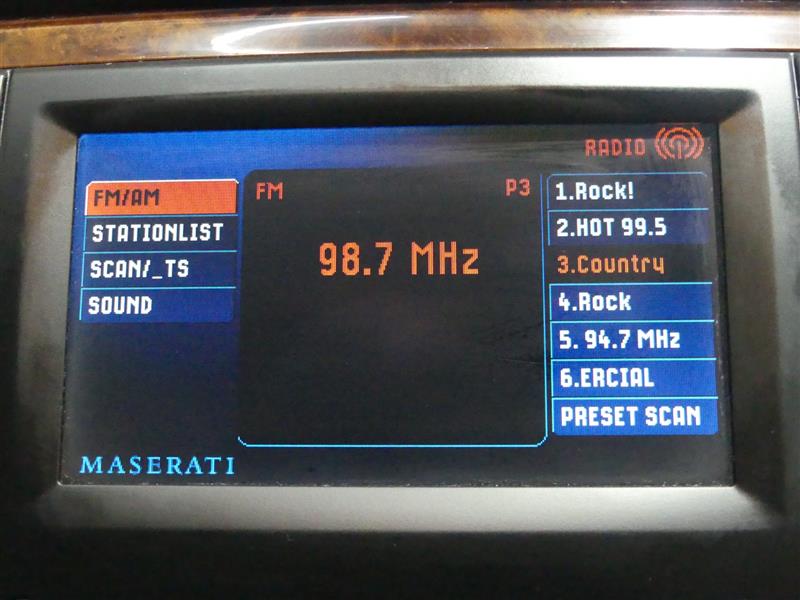 RADIO
FM/AM
STATIONLIST
SCAN/_TS
SOUND
FM
P3
98.7 MHz
1.Rock!
2.HOT 99.5
3.Country
4.Rock
5. 94.7 MHz
6.ERCIAL
PRESET SCAN
MASERATI